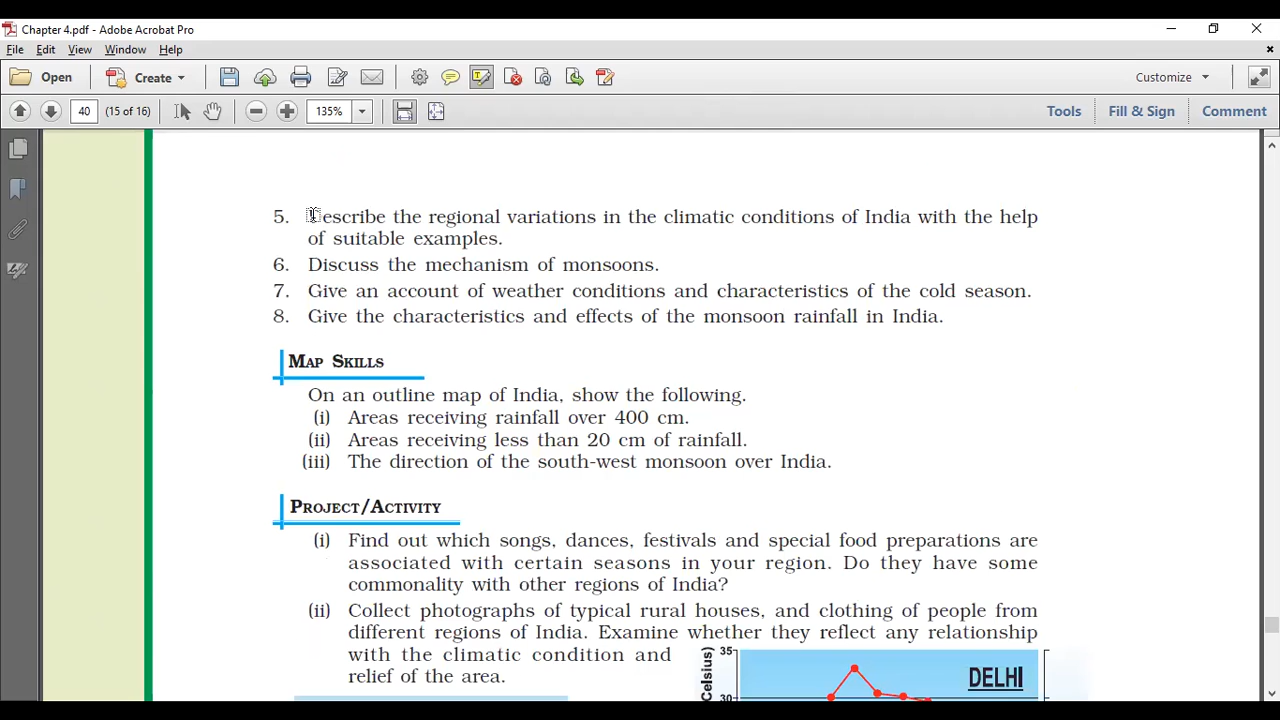 Chapter 4.pdf - Adobe Acrobat Pro
File Edit View Window Help
Open Create Customize
40 (15 of 16) 135% Tools Fill & Sign Comment
5. Describe the regional variations in the climatic conditions of India with the help
of suitable examples.
6. Discuss the mechanism of monsoons.
7. Give an account of weather conditions and characteristics of the cold season.
8. Give the characteristics and effects of the monsoon rainfall in India.
MAP SKILLS
On an outline map of India, show the following.
(i) Areas receiving rainfall over 400 cm.
(ii) Areas receiving less than 20 cm of rainfall.
(iii) The direction of the south-west monsoon over India.
PROJECT/ACTIVITY
(i) Find out which songs, dances, festivals and special food preparations are
associated with certain seasons in your region. Do they have some
commonality with other regions of India?
(ii) Collect photographs of typical rural houses, and clothing of people from
different regions of India. Examine whether they reflect any relationship
with the climatic condition and
relief of the area.
Celsius)
35
30
DELHI